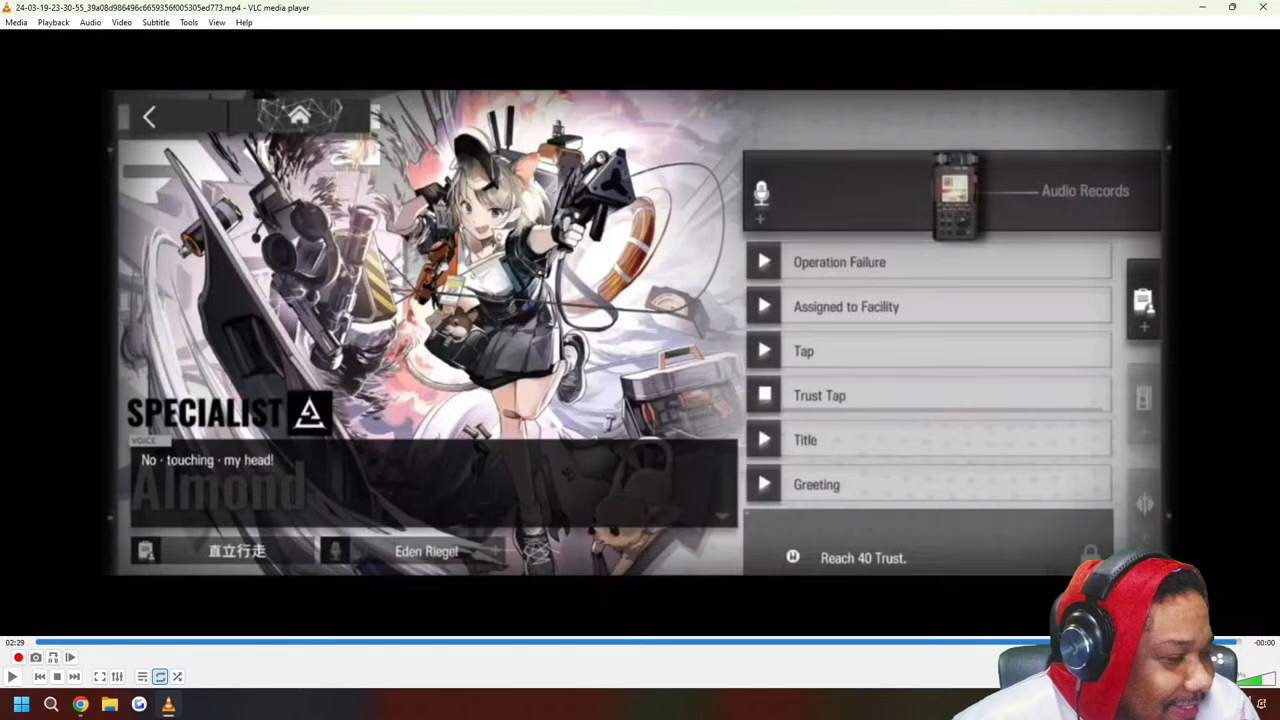 24-03-19-23-30-55_39a08d986496c6659356f005305ed773.mp4 - VLC media player
Media Playback Audio Video Subtitle Tools View Help
Audio Records
Operation Failure
Assigned to Facility
Tap
Trust Tap
Title
Greeting
Reach 40 Trust.
SPECIALIST
VOICE
No · touching · my head!
Almond
直立行走
Eden Riegel
02:29
-00:00